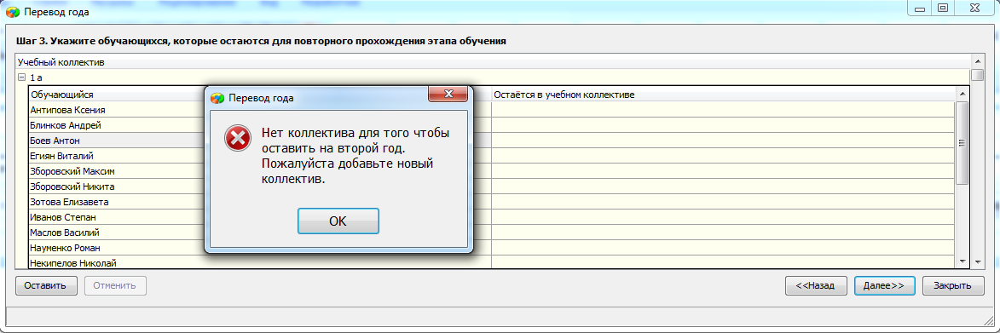 Перевод года
Шаг 3. Укажите обучающихся, которые остаются для повторного прохождения этапа обучения
Учебный коллектив
1 а
Обучающийся
Остаётся в учебном коллективе
Антипова Ксения
Блинков Андрей
Боев Антон
Егиян Виталий
Зборовский Максим
Зборовский Никита
Зотова Елизавета
Иванов Степан
Маслов Василий
Науменко Роман
Некипелов Николай
Перевод года
Нет коллектива для того чтобы
оставить на второй год.
Пожалуйста добавьте новый
коллектив.
OK
Оставить
Отменить
<<Назад
Далее>>
Закрыть